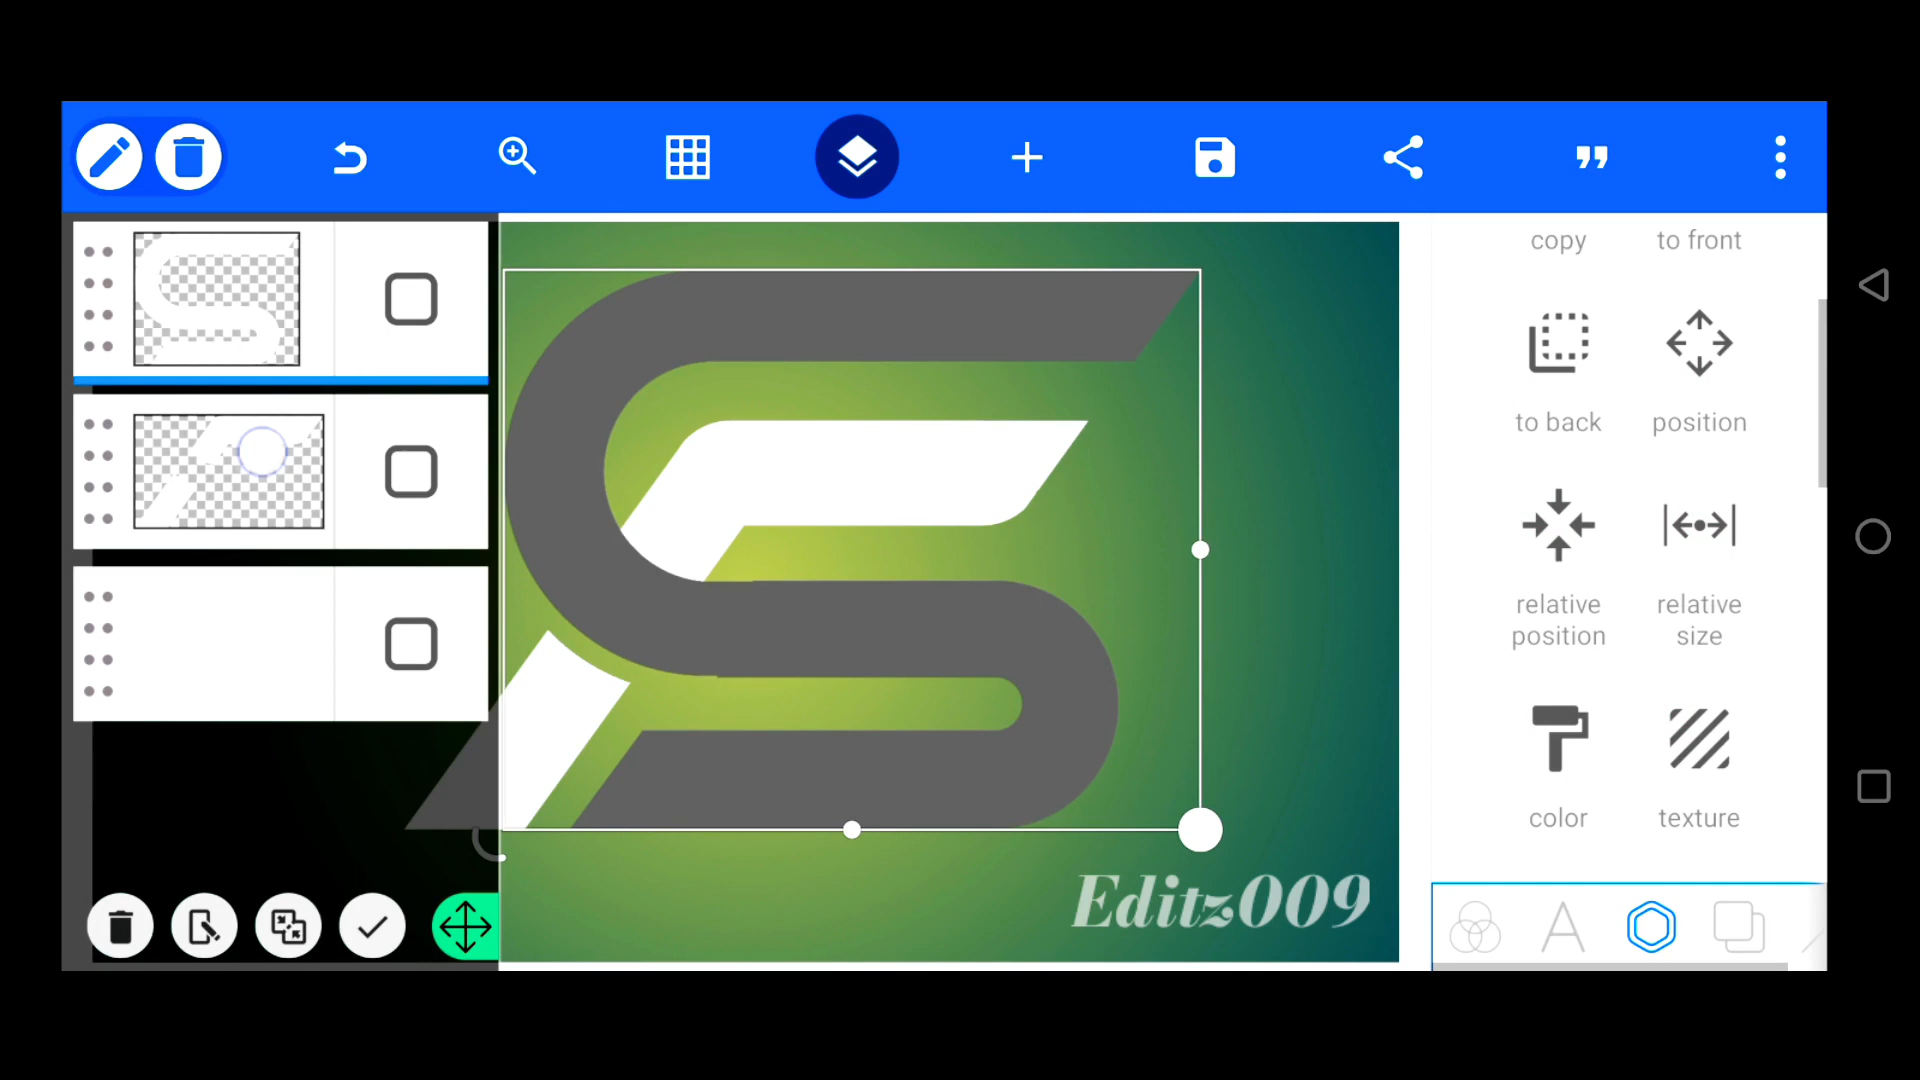 copy to front
to back position
relative position relative size
color texture
Editz009